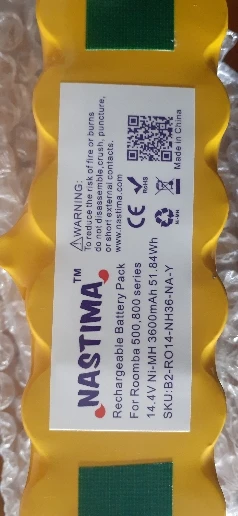 NASTIMA™
Rechargeable Battery Pack
For Roomba 500,800 series
14.4V Ni-MH 3600mAh 51.84Wh
SKU:B2-RO14-NH36-NA-Y
⚠WARNING:
To reduce the risk of fire or burns
do not disassemble, crush, puncture,
or short external contacts.
www.nastima.com
CE
RoHS
Ni-MH
Made in China